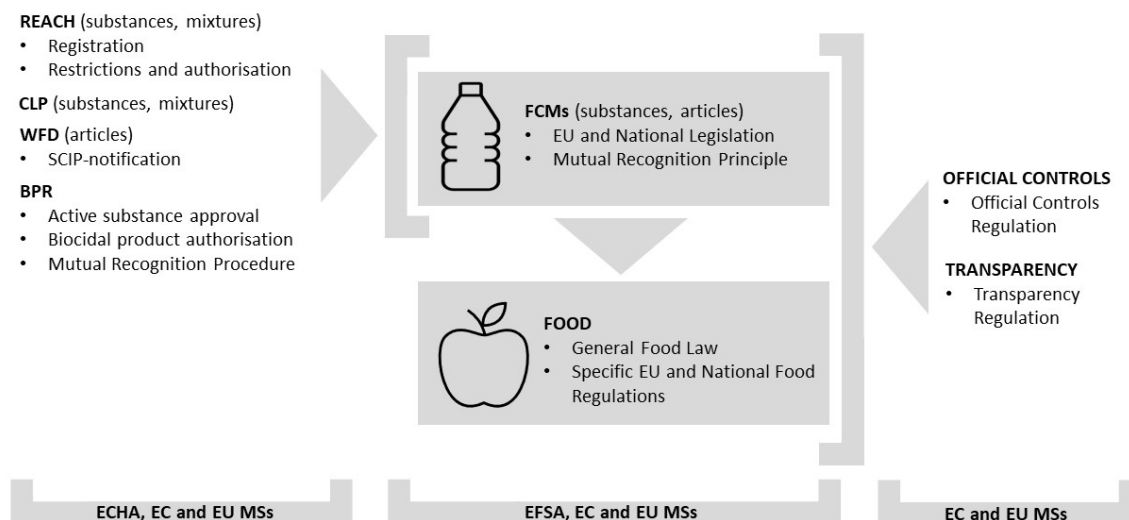 REACH (substances, mixtures)
• Registration
• Restrictions and authorisation
CLP (substances, mixtures)
WFD (articles)
• SCIP-notification
BPR
• Active substance approval
• Biocidal product authorisation
• Mutual Recognition Procedure
FCMs (substances, articles)
• EU and National Legislation
• Mutual Recognition Principle
FOOD
• General Food Law
• Specific EU and National Food
Regulations
OFFICIAL CONTROLS
• Official Controls
Regulation
TRANSPARENCY
• Transparency
Regulation
ECHA, EC and EU MSs
EFSA, EC and EU MSs
EC and EU MSs